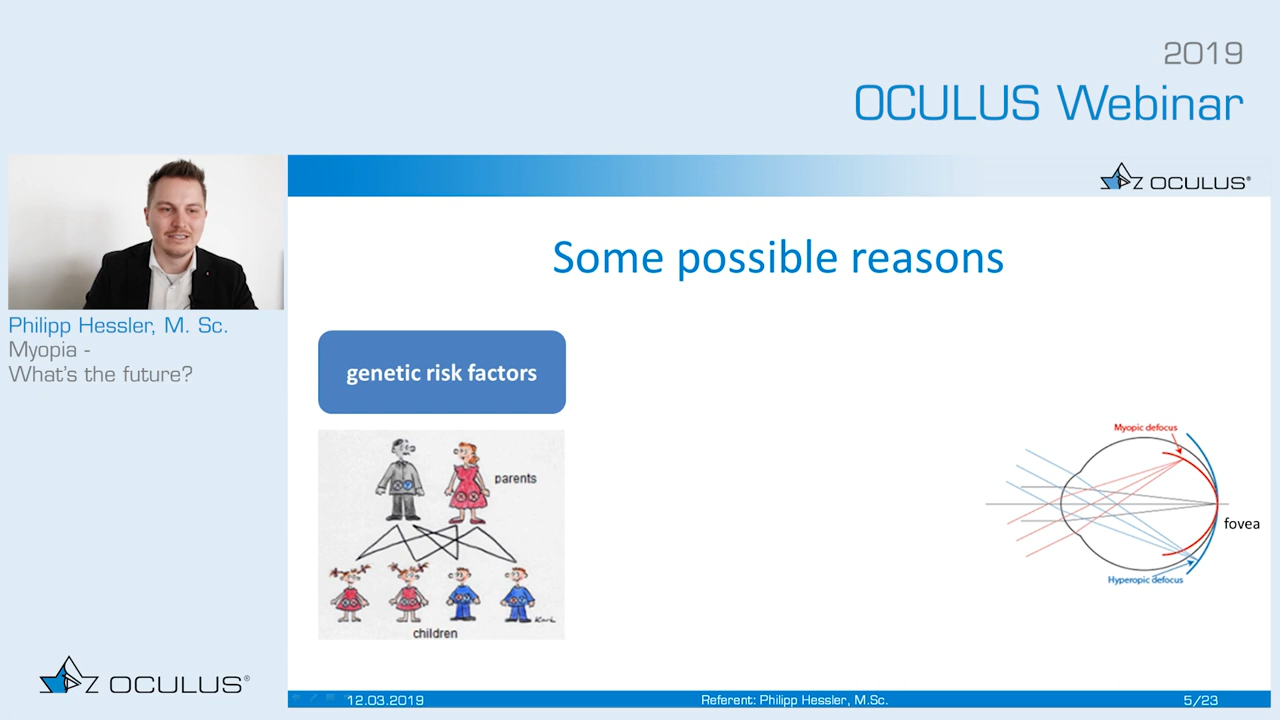 2019
OCULUS Webinar
OCULUS®
Some possible reasons
Philipp Hessler, M. Sc.
Myopia -
What's the future?
genetic risk factors
parents
children
Myopic defocus
fovea
Hyperopic defocus
OCULUS®
12.03.2019
Referent: Philipp Hessler, M.Sc.
5/23